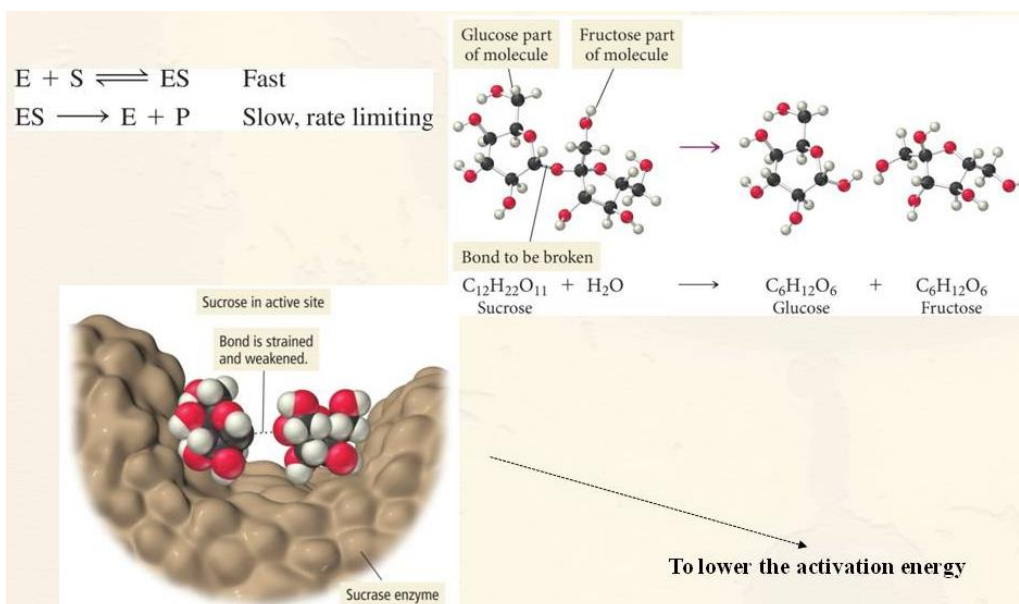 E + S ⇌ ES Fast
ES ⟶ E + P Slow, rate limiting
Glucose part
of molecule
Fructose part
of molecule
Bond to be broken
C₁₂H₂₂O₁₁ + H₂O ⟶ C₆H₁₂O₆ + C₆H₁₂O₆
Sucrose Glucose Fructose
Sucrose in active site
Bond is strained
and weakened.
Sucrase enzyme
To lower the activation energy